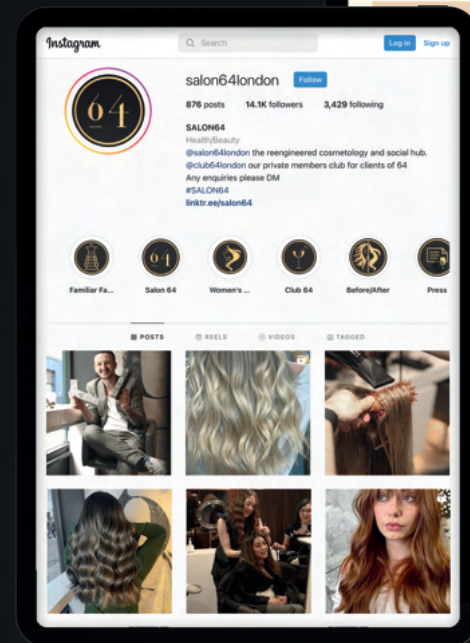 Instagram
Search
Log in
Sign up
64
salon64london
Follow
876 posts 14.1K followers 3,429 following
SALON64
Health/Beauty
@salon64london the reengineered cosmetology and social hub.
@club64london our private members club for clients of 64
Any enquiries please DM
#SALON64
linktr.ee/salon64
64
Familiar Fa... Salon 64 Women's ... Club 64 Before/After Press
POSTS REELS VIDEOS TAGGED